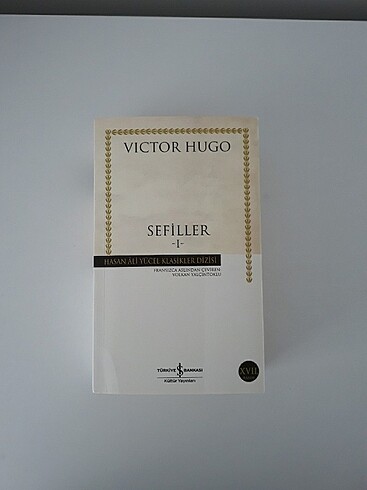 VICTOR HUGO
SEFİLLER
-I-
HASAN ÂLİ YÜCEL KLASİKLER DİZİSİ
FRANSIZCA ASLINDAN ÇEVİREN:
VOLKAN YALÇINTOKLU
TÜRKİYE İŞ BANKASI
Kültür Yayınları
XVII